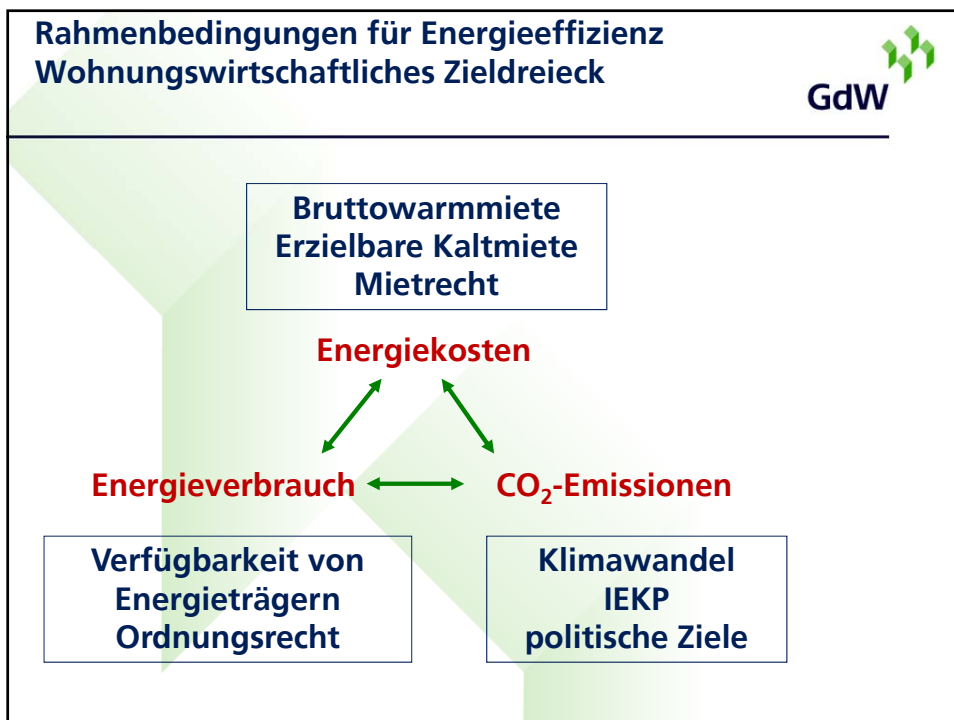 Rahmenbedingungen für Energieeffizienz
Wohnungswirtschaftliches Zieldreieck
GdW
Bruttowarmmiete
Erzielbare Kaltmiete
Mietrecht
Energiekosten
Energieverbrauch
CO₂-Emissionen
Verfügbarkeit von
Energieträgern
Ordnungsrecht
Klimawandel
IEKP
politische Ziele